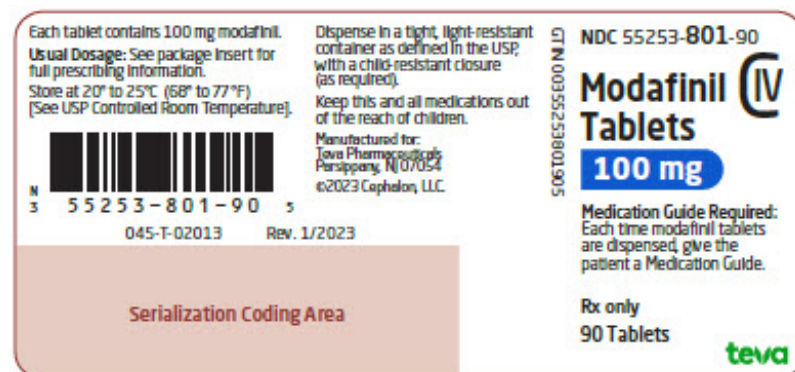 Each tablet contains 100 mg modafinil.
Usual Dosage: See package insert for
full prescribing information.
Store at 20° to 25°C (68° to 77°F)
[See USP Controlled Room Temperature].
N
3 55253-801-90 5
045-T-02013 Rev. 1/2023
Serialization Coding Area
Dispense in a tight, light-resistant
container as defined in the USP,
with a child-resistant closure
(as required).
Keep this and all medications out
of the reach of children.
Manufactured for:
Teva Pharmaceuticals
Parsippany, NJ 07054
©2023 Cephalon, LLC.
GTIN 00355253801905
NDC 55253-801-90
Modafinil CIV
Tablets
100 mg
Medication Guide Required:
Each time modafinil tablets
are dispensed, give the
patient a Medication Guide.
Rx only
90 Tablets
teva